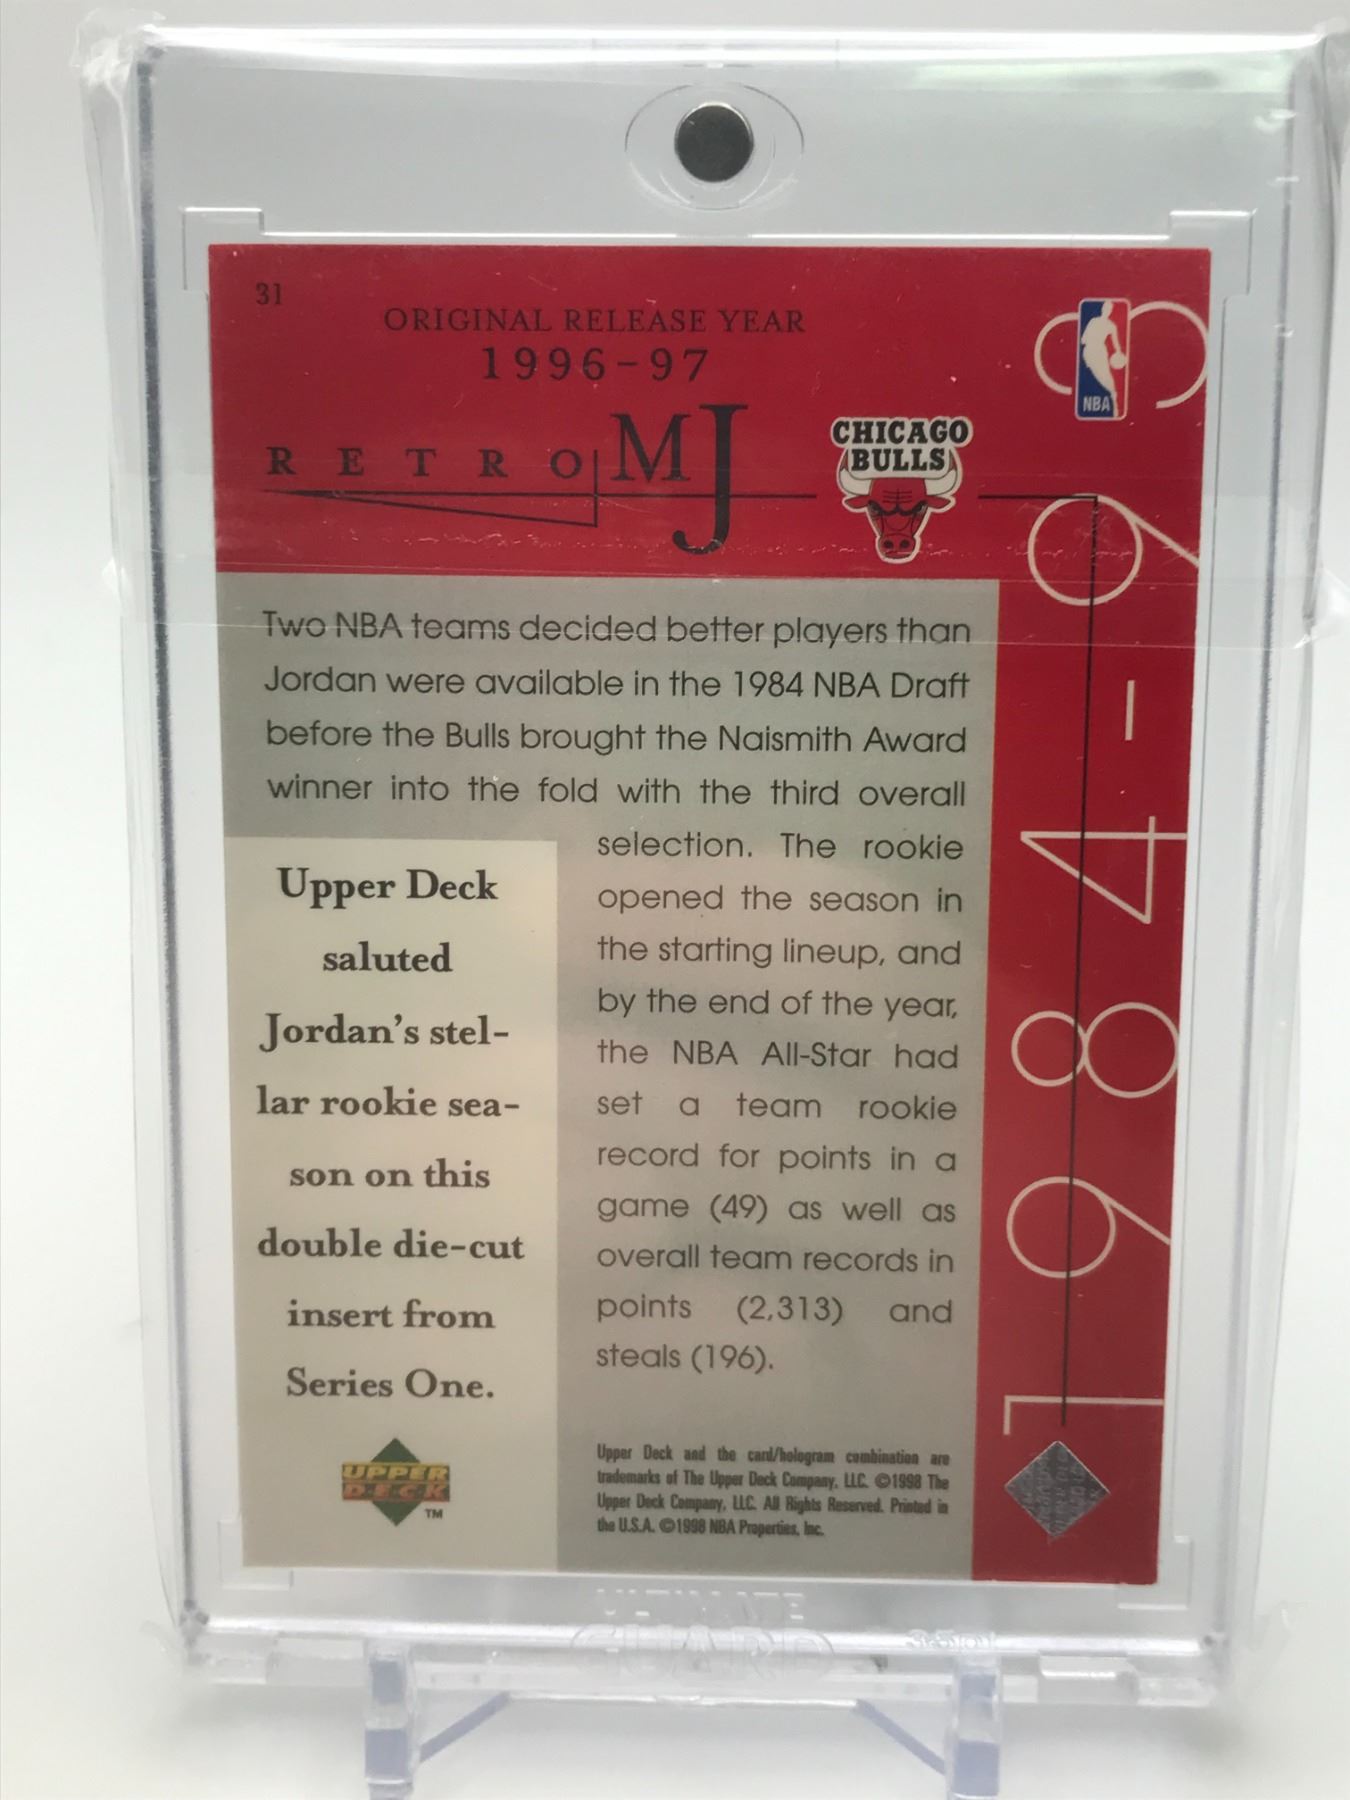 31
ORIGINAL RELEASE YEAR
1996-97
RETRO MJ
CHICAGO
BULLS
NBA
1984-93
Two NBA teams decided better players than
Jordan were available in the 1984 NBA Draft
before the Bulls brought the Naismith Award
winner into the fold with the third overall
selection. The rookie
opened the season in
the starting lineup, and
by the end of the year,
the NBA All-Star had
set a team rookie
record for points in a
game (49) as well as
overall team records in
points (2,313) and
steals (196).
Upper Deck
saluted
Jordan's stel-
lar rookie sea-
son on this
double die-cut
insert from
Series One.
UPPER
DECK
TM
Upper Deck and the card/hologram combination are
trademarks of The Upper Deck Company, LLC. ©1998 The
Upper Deck Company, LLC. All Rights Reserved. Printed in
the U.S.A. ©1998 NBA Properties, Inc.
ULTIMATE
GUARD